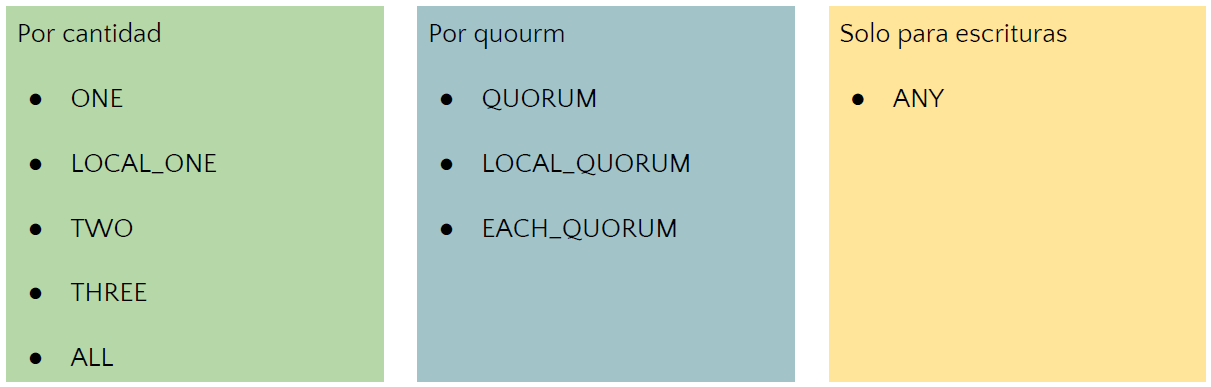 Por cantidad
● ONE
● LOCAL_ONE
● TWO
● THREE
● ALL
Por quourm
● QUORUM
● LOCAL_QUORUM
● EACH_QUORUM
Solo para escrituras
● ANY